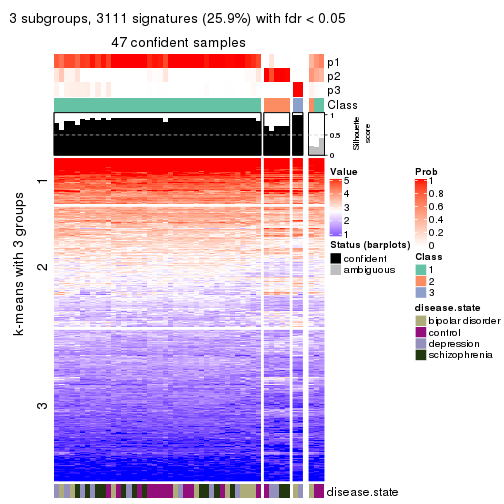 3 subgroups, 3111 signatures (25.9%) with fdr < 0.05
47 confident samples
p1
p2
p3
Class
1
0.5
0
Silhouette
score
k-means with 3 groups
1
2
3
Value
5
4
3
2
1
Status (barplots)
confident
ambiguous
Prob
1
0.8
0.6
0.4
0.2
0
Class
1
2
3
disease.state
bipolar disorder
control
depression
schizophrenia
disease.state